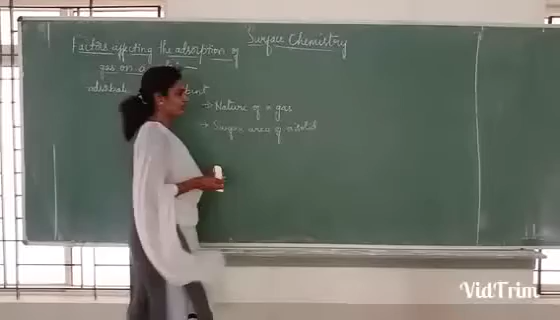 Surface Chemistry
Factors affecting the adsorption of
gas on a
→ Nature of a gas
→ Surface area of a solid
VidTrim